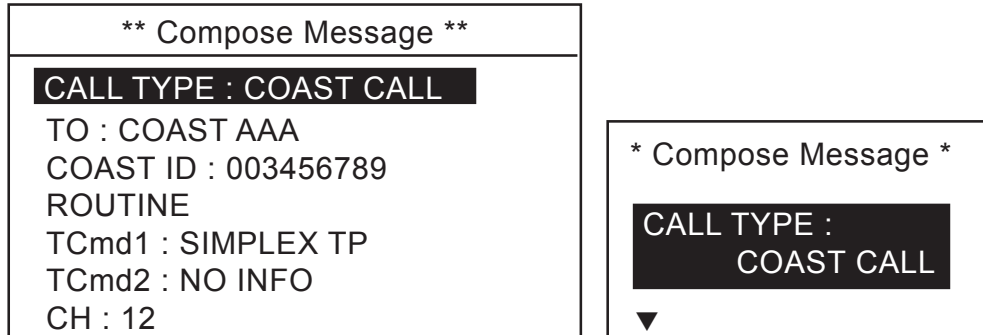 ** Compose Message **
CALL TYPE : COAST CALL
TO : COAST AAA
COAST ID : 003456789
ROUTINE
TCmd1 : SIMPLEX TP
TCmd2 : NO INFO
CH : 12
* Compose Message *
CALL TYPE :
COAST CALL
▼